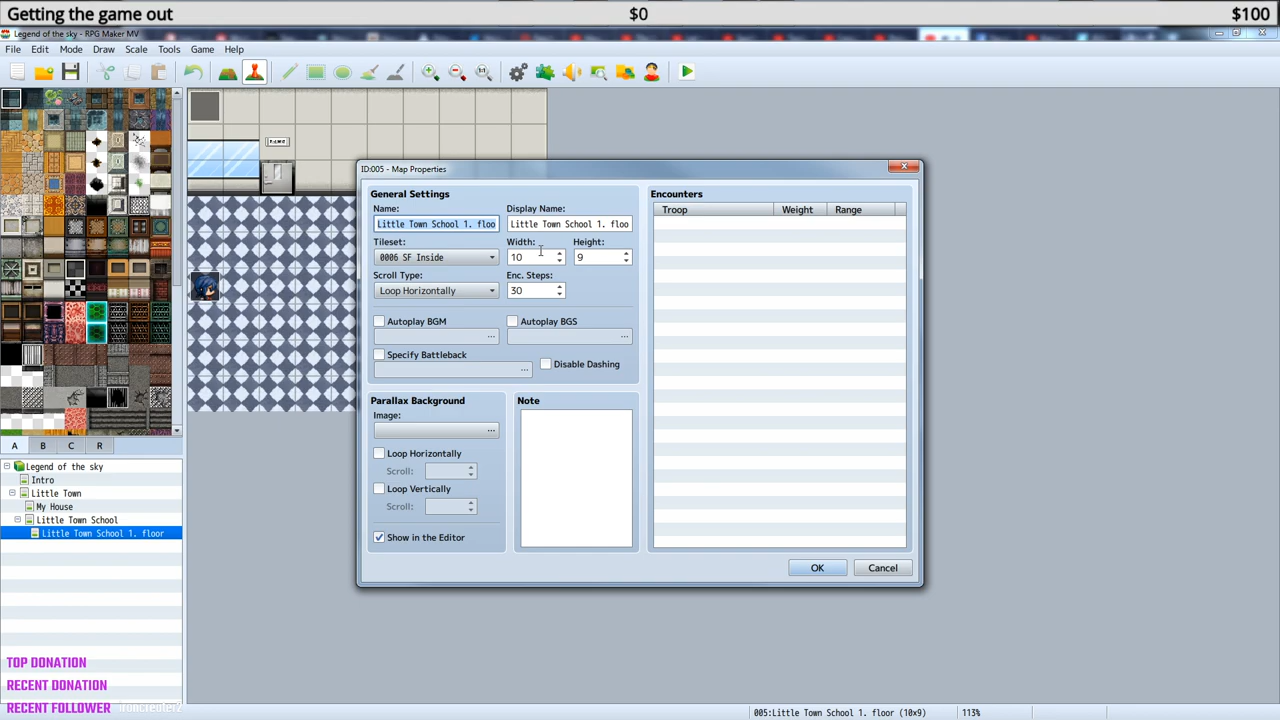 Getting the game out $0 $100
Legend of the sky - RPG Maker MV
File Edit Mode Draw Scale Tools Game Help
ID:005 - Map Properties
General Settings
Name: Display Name:
Little Town School 1. floo Little Town School 1. floo
Tileset: Width: Height:
0006 SF Inside 10 9
Scroll Type: Enc. Steps:
Loop Horizontally 30
Autoplay BGM Autoplay BGS
... ...
Specify Battleback
... Disable Dashing
Parallax Background
Image:
...
Loop Horizontally
Scroll:
Loop Vertically
Scroll:
Show in the Editor
Note
Encounters
Troop Weight Range
OK Cancel
A B C R
Legend of the sky
Intro
Little Town
My House
Little Town School
Little Town School 1. floor
TOP DONATION
RECENT DONATION
RECENT FOLLOWER
005:Little Town School 1. floor (10x9) 113%